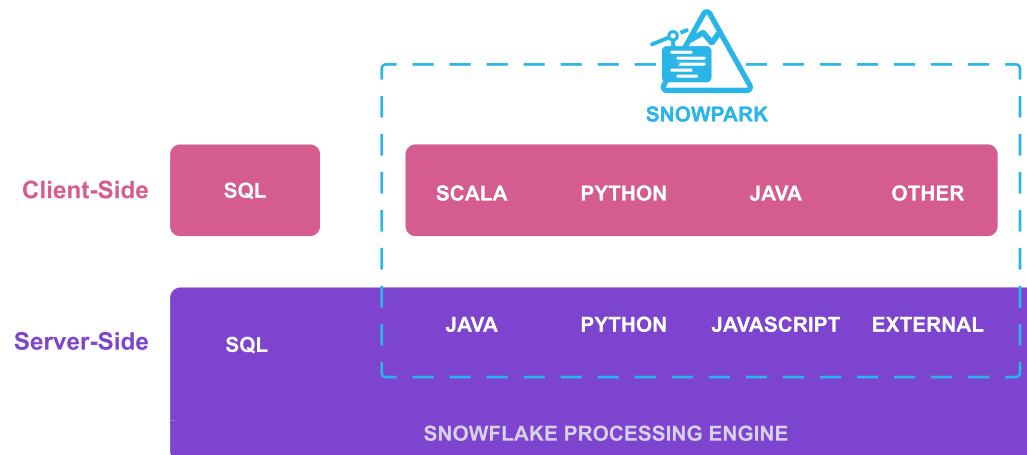 SNOWPARK
Client-Side
SQL
SCALA PYTHON JAVA OTHER
Server-Side
SQL
JAVA PYTHON JAVASCRIPT EXTERNAL
SNOWFLAKE PROCESSING ENGINE